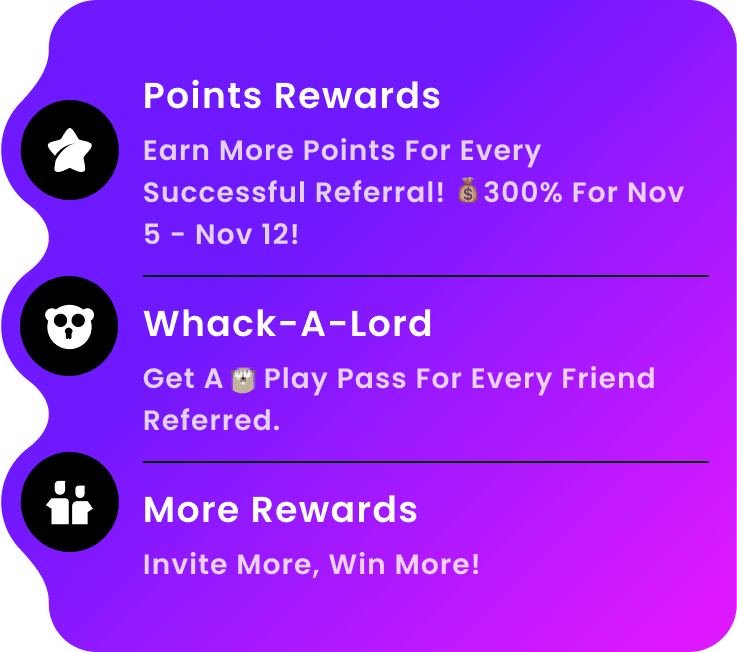 Points Rewards
Earn More Points For Every
Successful Referral! 💰300% For Nov
5 - Nov 12!
Whack-A-Lord
Get A Play Pass For Every Friend
Referred.
More Rewards
Invite More, Win More!